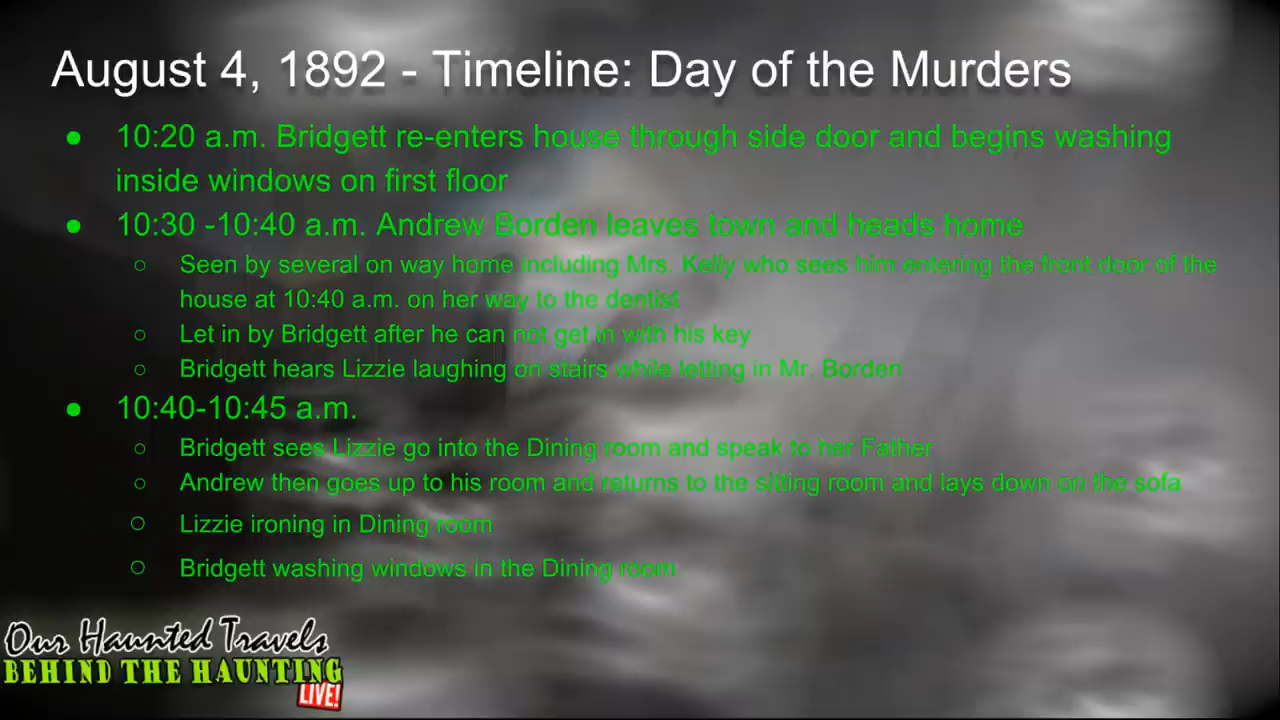 August 4, 1892 - Timeline: Day of the Murders
● 10:20 a.m. Bridgett re-enters house through side door and begins washing
inside windows on first floor
● 10:30 -10:40 a.m. Andrew Borden leaves town and heads home
○ Seen by several on way home including Mrs. Kelly who sees him entering the front door of the
house at 10:40 a.m. on her way to the dentist
○ Let in by Bridgett after he can not get in with his key
○ Bridgett hears Lizzie laughing on stairs while letting in Mr. Borden
● 10:40-10:45 a.m.
○ Bridgett sees Lizzie go into the Dining room and speak to her Father
○ Andrew then goes up to his room and returns to the sitting room and lays down on the sofa
○ Lizzie ironing in Dining room
○ Bridgett washing windows in the Dining room
Our Haunted Travels
BEHIND THE HAUNTING
LIVE!